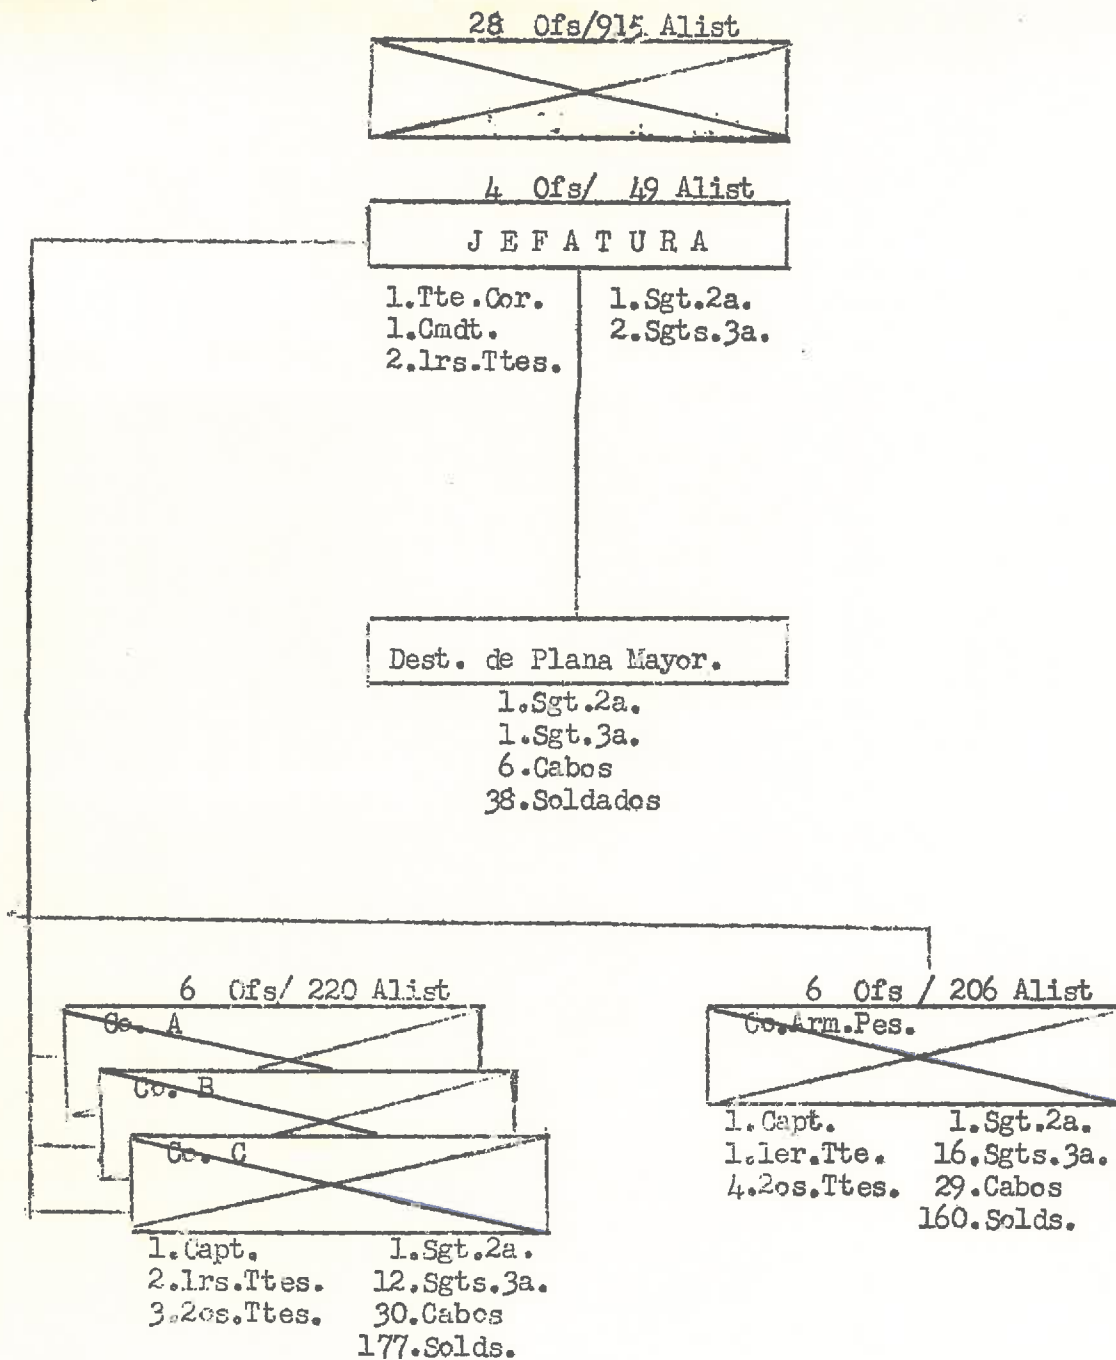 28 Ofs/915 Alist
4 Ofs/ 49 Alist
J E F A T U R A
1.Tte.Cor. 1.Sgt.2a.
1.Cmdt. 2.Sgts.3a.
2.1rs.Ttes.
Dest. de Plana Mayor.
1.Sgt.2a.
1.Sgt.3a.
6.Cabos
38.Soldados
6 Ofs/ 220 Alist
Co. A
Co. B
Co. C
1.Capt. 1.Sgt.2a.
2.1rs.Ttes. 12.Sgts.3a.
3.2os.Ttes. 30.Cabos
177.Solds.
6 Ofs / 206 Alist
Co.Arm.Pes.
1.Capt. 1.Sgt.2a.
1.1er.Tte. 16.Sgts.3a.
4.2os.Ttes. 29.Cabos
160.Solds.